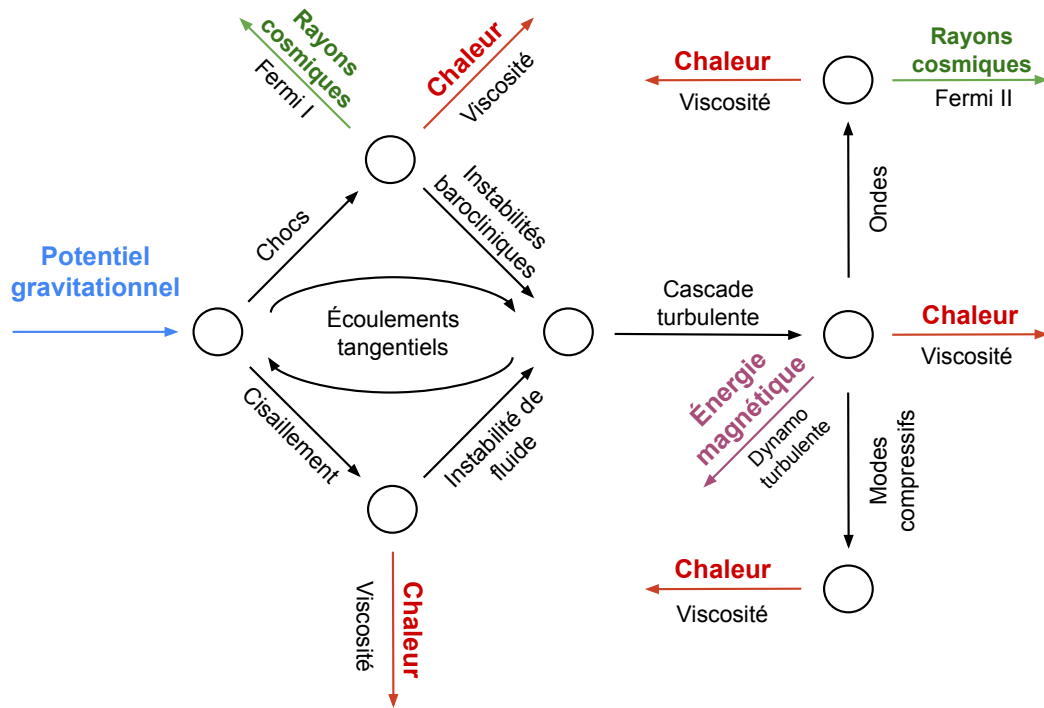 Rayons
cosmiques
Fermi I
Chaleur
Viscosité
Chaleur
Viscosité
Rayons
cosmiques
Fermi II
Chocs
Instabilités
barocliniques
Ondes
Potentiel
gravitationnel
Écoulements
tangentiels
Cascade
turbulente
Chaleur
Viscosité
Énergie
magnétique
Dynamo
turbulente
Cisaillement
Instabilité de
fluide
Modes
compressifs
Chaleur
Viscosité
Chaleur
Viscosité